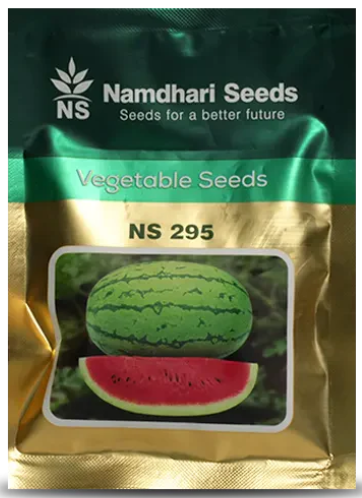 NS
Namdhari Seeds
Seeds for a better future
Vegetable Seeds
NS 295